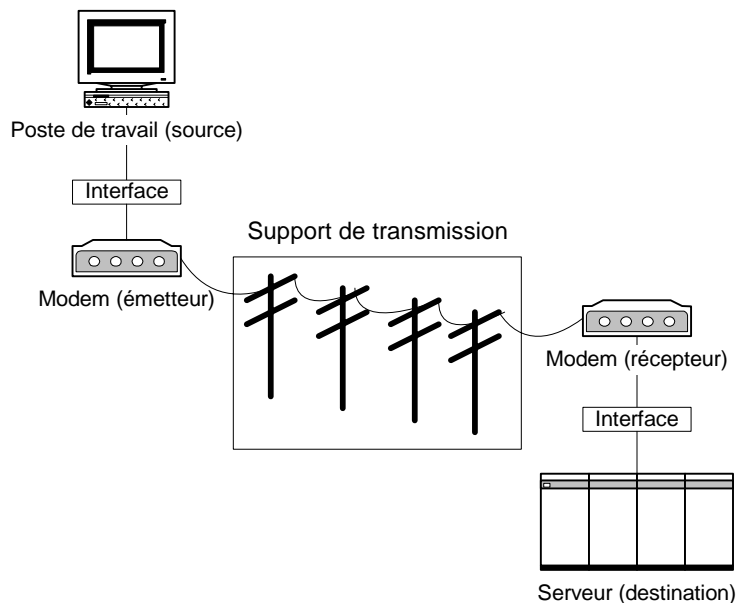 Poste de travail (source)
Interface
Support de transmission
Modem (émetteur)
Modem (récepteur)
Interface
Serveur (destination)